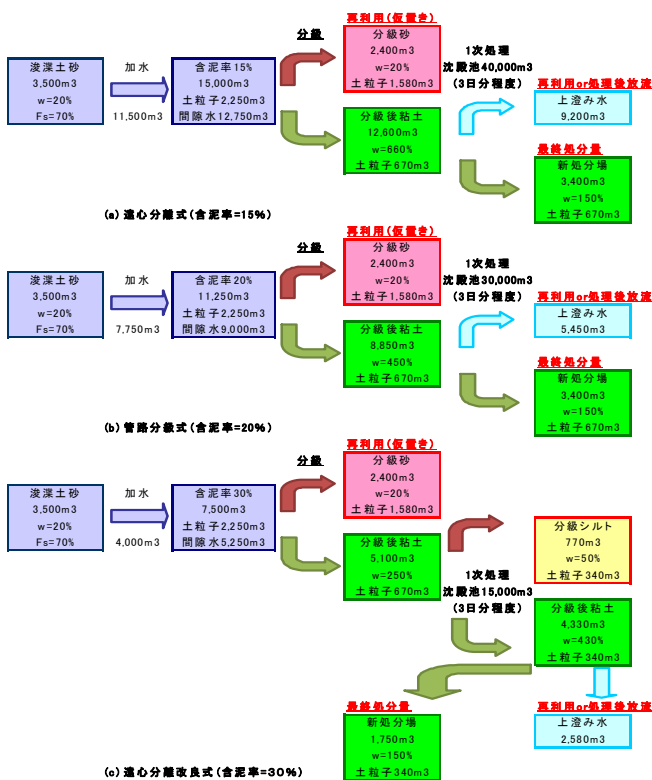 分級
再利用(仮置き)
分級砂
2,400m3
w=20%
土粒子1,580m3
浚渫土砂
3,500m3
w=20%
Fs=70%
加水
11,500m3
含泥率15%
15,000m3
土粒子2,250m3
間隙水12,750m3
分級後粘土
12,600m3
w=660%
土粒子670m3
1次処理
沈殿池40,000m3
(3日分程度)
再利用or処理後放流
上澄み水
9,200m3
最終処分量
新処分場
3,400m3
w=150%
土粒子670m3
(a) 遠心分離式(含泥率=15%)
分級
再利用(仮置き)
分級砂
2,400m3
w=20%
土粒子1,580m3
浚渫土砂
3,500m3
w=20%
Fs=70%
加水
7,750m3
含泥率20%
11,250m3
土粒子2,250m3
間隙水9,000m3
分級後粘土
8,850m3
w=450%
土粒子670m3
1次処理
沈殿池30,000m3
(3日分程度)
再利用or処理後放流
上澄み水
5,450m3
最終処分量
新処分場
3,400m3
w=150%
土粒子670m3
(b) 管路分級式(含泥率=20%)
分級
再利用(仮置き)
分級砂
2,400m3
w=20%
土粒子1,580m3
浚渫土砂
3,500m3
w=20%
Fs=70%
加水
4,000m3
含泥率30%
7,500m3
土粒子2,250m3
間隙水5,250m3
分級後粘土
5,100m3
w=250%
土粒子670m3
1次処理
沈殿池15,000m3
(3日分程度)
分級シルト
770m3
w=50%
土粒子340m3
分級後粘土
4,330m3
w=430%
土粒子340m3
最終処分量
新処分場
1,750m3
w=150%
土粒子340m3
再利用or処理後放流
上澄み水
2,580m3
(c) 遠心分離改良式(含泥率=30%)